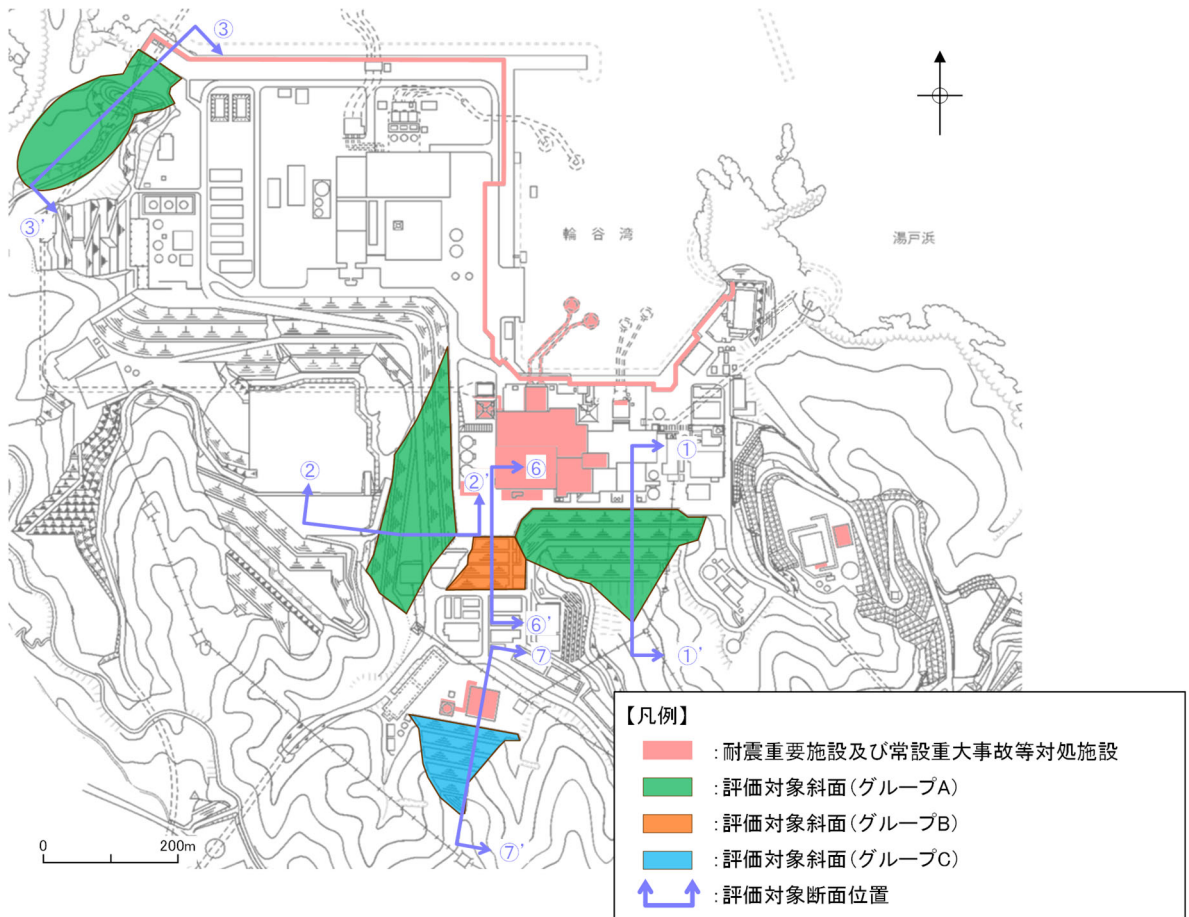 ③
③'
輪谷湾
湯戸浜
①
②
⑥
②'
⑥'
⑦
①'
⑦'
0
200m
【凡例】
:耐震重要施設及び常設重大事故等対処施設
:評価対象斜面(グループA)
:評価対象斜面(グループB)
:評価対象斜面(グループC)
:評価対象断面位置